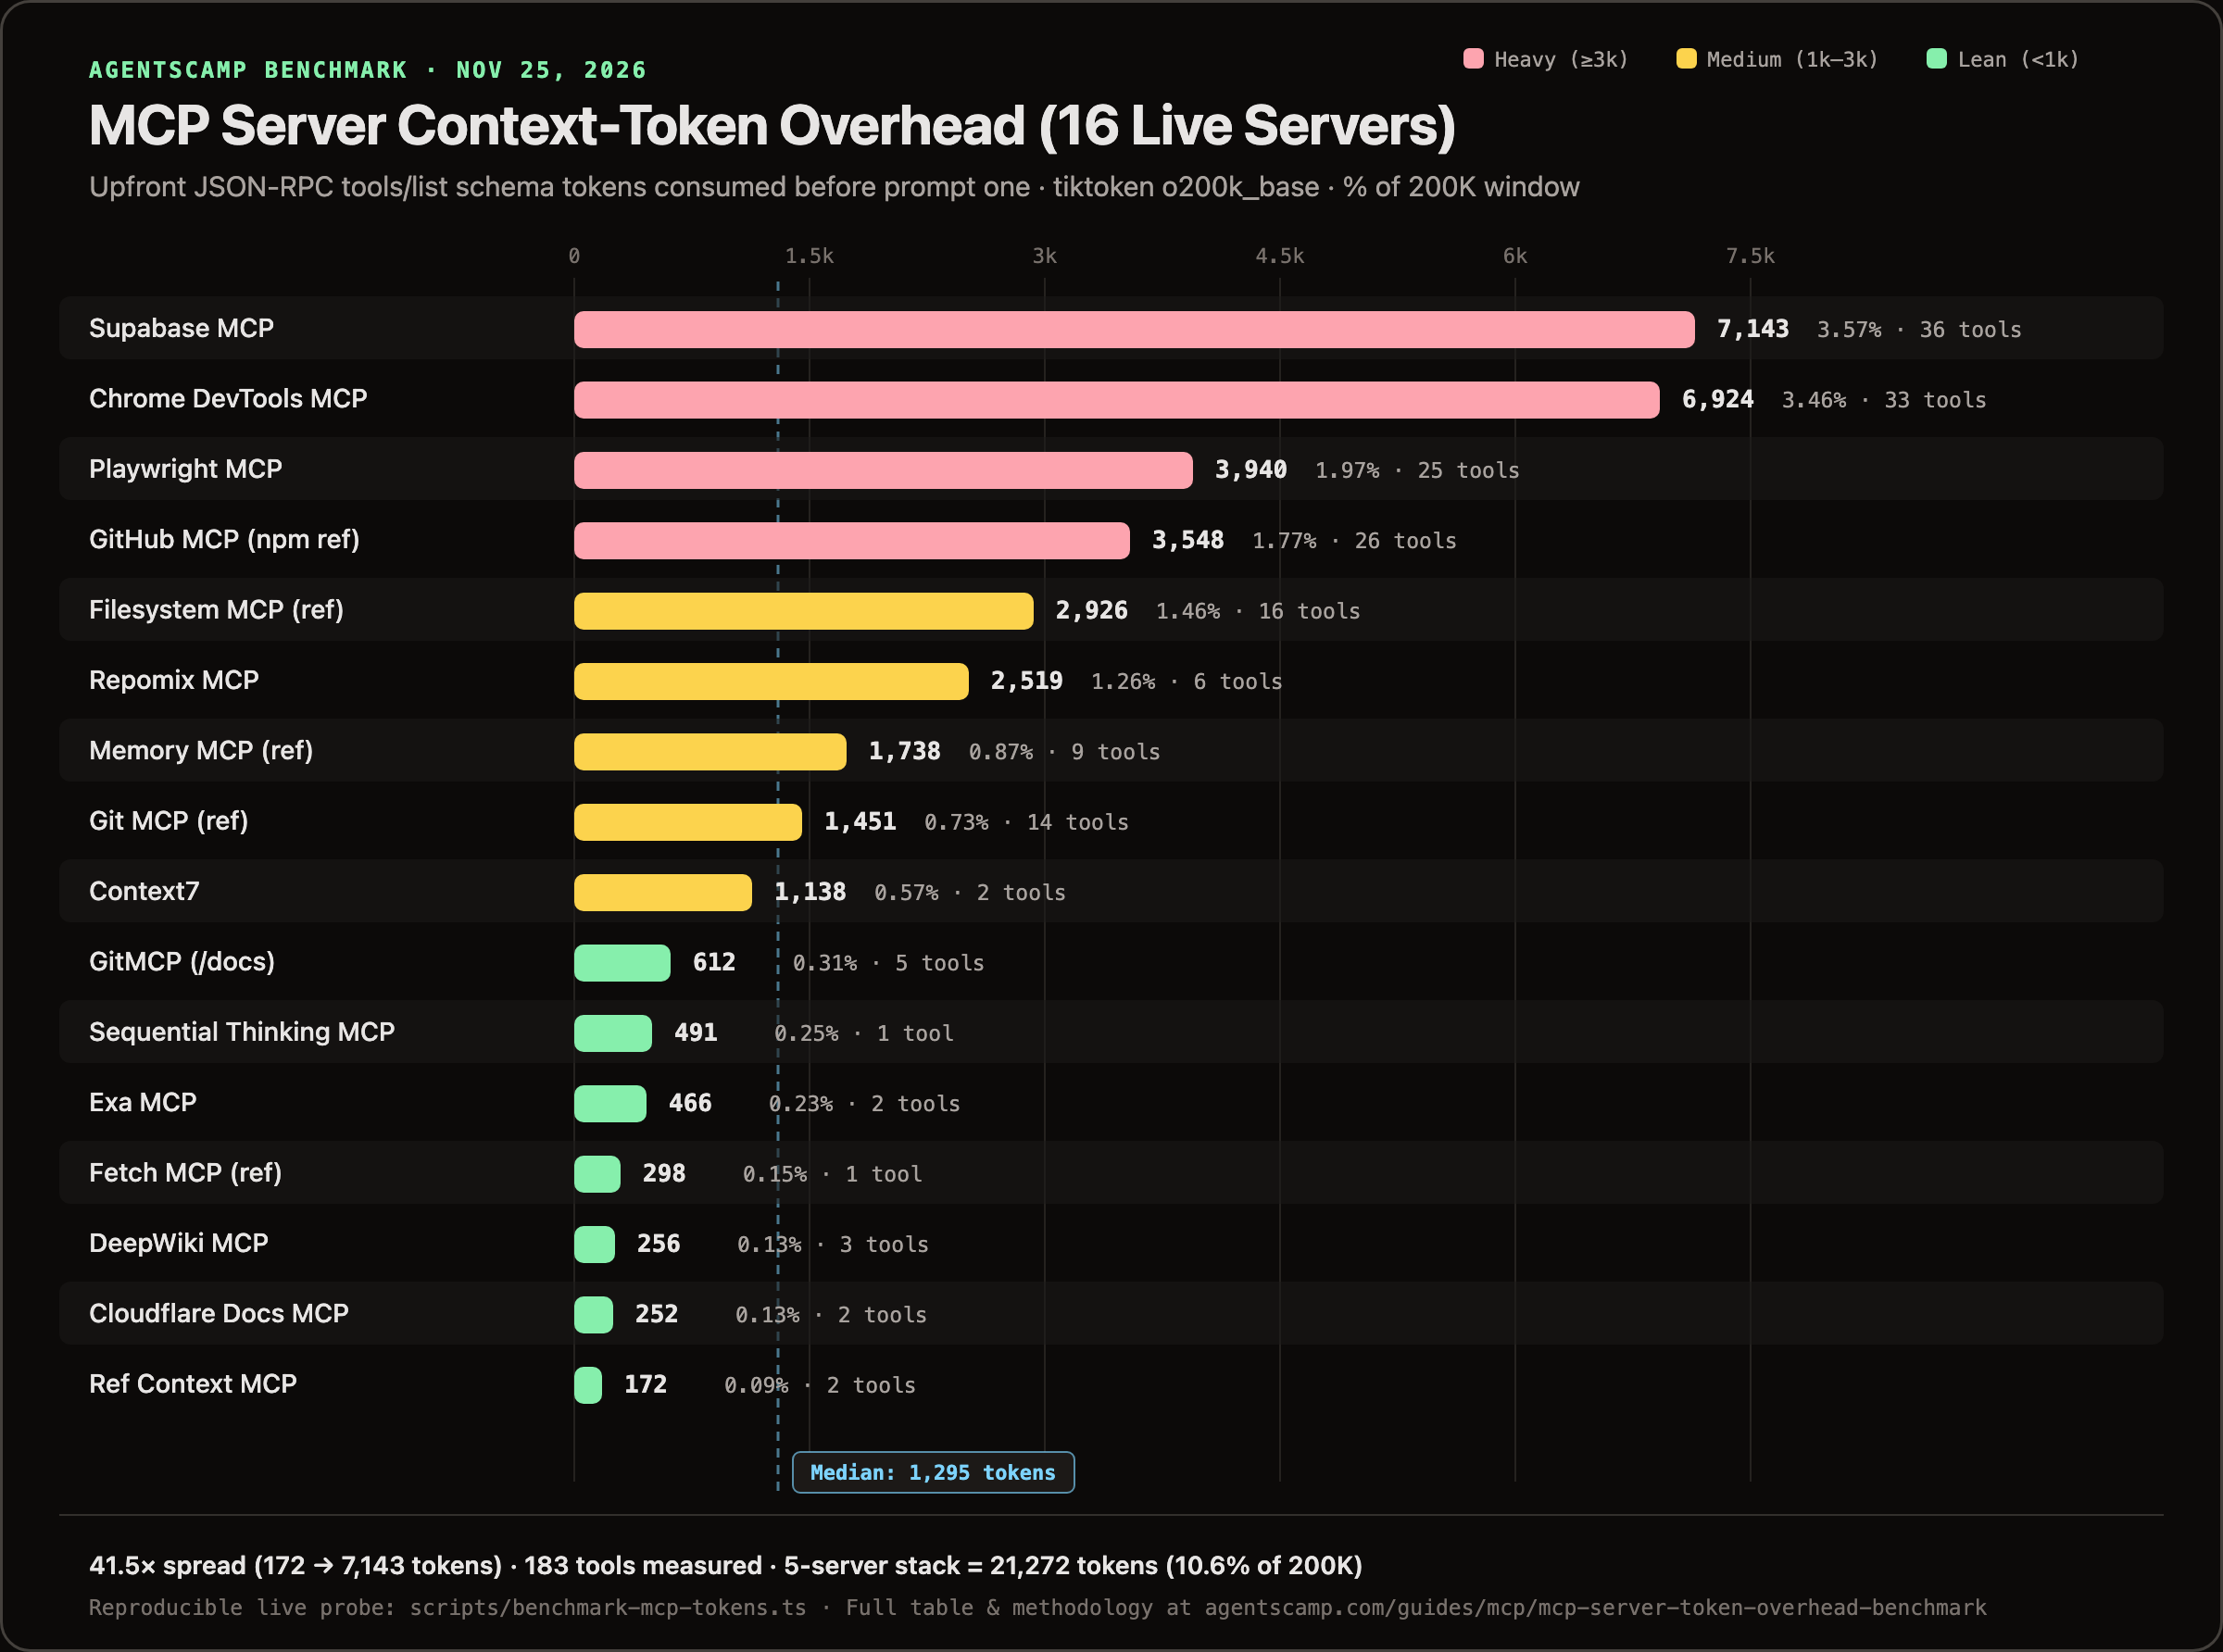 AGENTSCAMP BENCHMARK · NOV 25, 2026
Heavy (≥3k) Medium (1k–3k) Lean (<1k)
MCP Server Context-Token Overhead (16 Live Servers)
Upfront JSON-RPC tools/list schema tokens consumed before prompt one · tiktoken o200k_base · % of 200K window
0 1.5k 3k 4.5k 6k 7.5k
Supabase MCP 7,143 3.57% · 36 tools
Chrome DevTools MCP 6,924 3.46% · 33 tools
Playwright MCP 3,940 1.97% · 25 tools
GitHub MCP (npm ref) 3,548 1.77% · 26 tools
Filesystem MCP (ref) 2,926 1.46% · 16 tools
Repomix MCP 2,519 1.26% · 6 tools
Memory MCP (ref) 1,738 0.87% · 9 tools
Git MCP (ref) 1,451 0.73% · 14 tools
Context7 1,138 0.57% · 2 tools
GitMCP (/docs) 612 0.31% · 5 tools
Sequential Thinking MCP 491 0.25% · 1 tool
Exa MCP 466 0.23% · 2 tools
Fetch MCP (ref) 298 0.15% · 1 tool
DeepWiki MCP 256 0.13% · 3 tools
Cloudflare Docs MCP 252 0.13% · 2 tools
Ref Context MCP 172 0.09% · 2 tools
Median: 1,295 tokens
41.5× spread (172 → 7,143 tokens) · 183 tools measured · 5-server stack = 21,272 tokens (10.6% of 200K)
Reproducible live probe: scripts/benchmark-mcp-tokens.ts · Full table & methodology at agentscamp.com/guides/mcp/mcp-server-token-overhead-benchmark